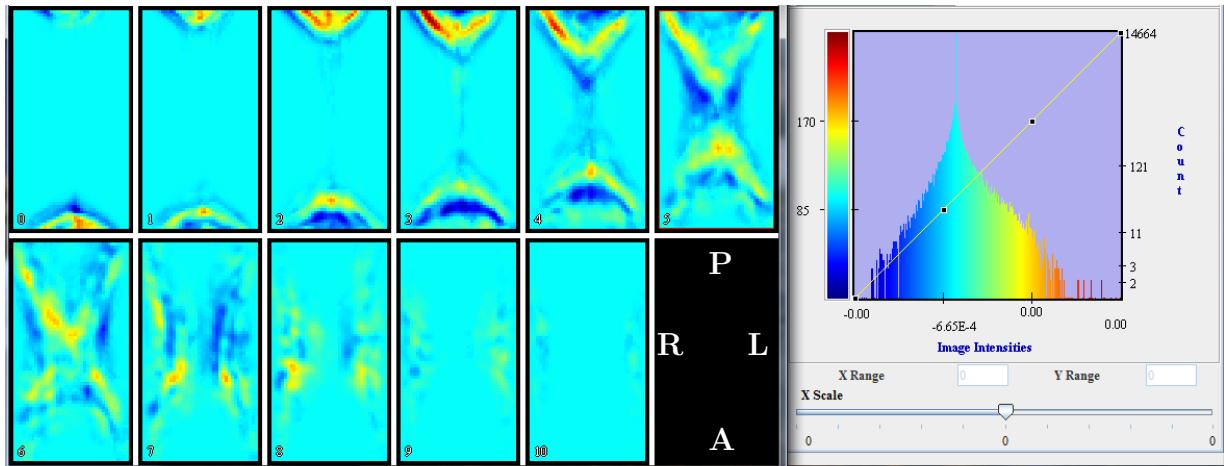 0 1 2 3 4 5
6 7 8 9 10
P
R L
A
14664
170
121
85
11
3
2
-0.00 -6.65E-4 0.00 0.00
Count
Image Intensities
X Range 0 Y Range 0
X Scale
0 0 0